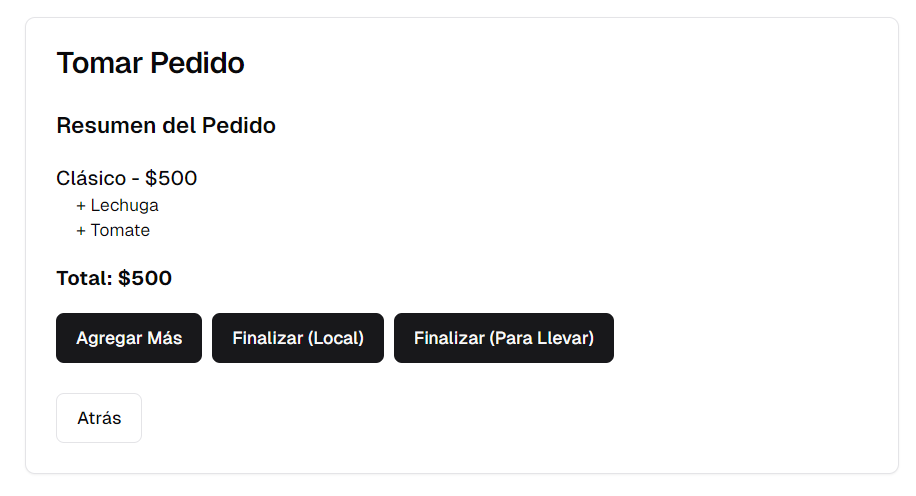 Tomar Pedido
Resumen del Pedido
Clásico - $500
+ Lechuga
+ Tomate
Total: $500
Agregar Más
Finalizar (Local)
Finalizar (Para Llevar)
Atrás